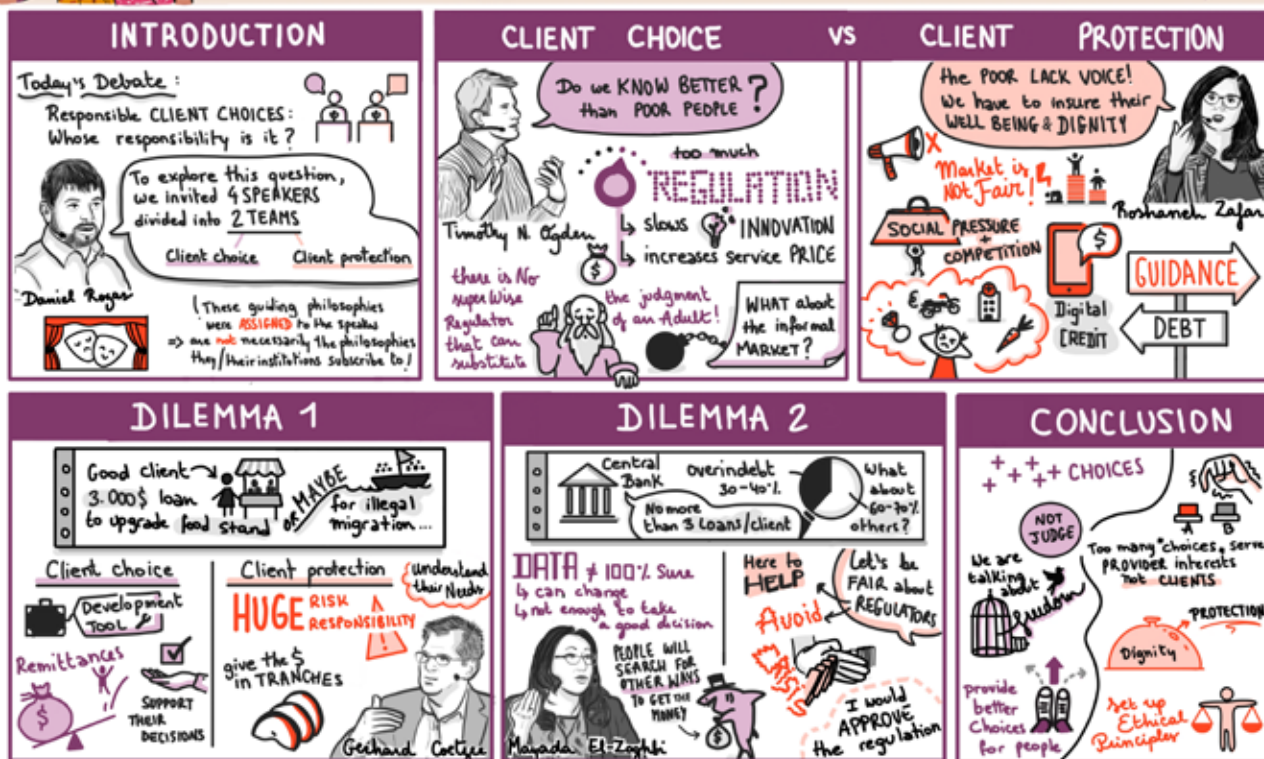 INTRODUCTION
Today's Debate :
Responsible CLIENT CHOICES:
Whose responsibility is it ?
To explore this question,
we invited 4 SPEAKERS
divided into
2 TEAMS
Client choice
Client protection
Daniel Rozas
( These guiding philosophies
were ASSIGNED to the speakers
⇒ are not necessarily the philosophies
they/their institutions subscribe to !
CLIENT CHOICE
VS
CLIENT PROTECTION
Do we KNOW BETTER
than POOR PEOPLE ?
too much
REGULATION
↳ slows INNOVATION
↳ increases service PRICE
Timothy N. Ogden
$
there is No
super Wise
Regulator
that can
substitute
the judgment
of an Adult !
WHAT about
the informal
MARKET ?
the POOR LACK VOICE!
We have to insure their
WELL BEING & DIGNITY
X
Market is
Not Fair !
Roshaneh Zafar
SOCIAL PRESSURE
+
COMPETITION
$
Digital
CREDIT
GUIDANCE
DEBT
DILEMMA 1
Good client
3.000$ loan
to upgrade food stand
OR MAYBE
for illegal
migration...
Client choice
Development
TOOL
Remittances
$
SUPPORT
THEIR
DECISIONS
Client protection
understand
their Needs
HUGE RISK
RESPONSIBILITY
!
give the $
in TRANCHES
Gerhard Coetzee
DILEMMA 2
Central
Bank
No more
than 3 Loans/client
Overindebt
30-40%
What
about
60-70%
others ?
DATA ≠ 100% Sure
↳ can change
↳ not enough to take
a good decision
PEOPLE WILL
SEARCH FOR
OTHER WAYS
TO GET THE
MONEY
$
Mayada El-Zoghbi
Here to
HELP
Avoid
CRISIS
Let's be
FAIR about
REGULATORS
I would
APPROVE
the regulation
CONCLUSION
+ + + + CHOICES
NOT
JUDGE
We are
talking
about
freedom
provide
better
Choices
for people
$
A B
Too many "choices" serve
PROVIDER interests
not CLIENTS
PROTECTION
Dignity
Set up
Ethical
Principles